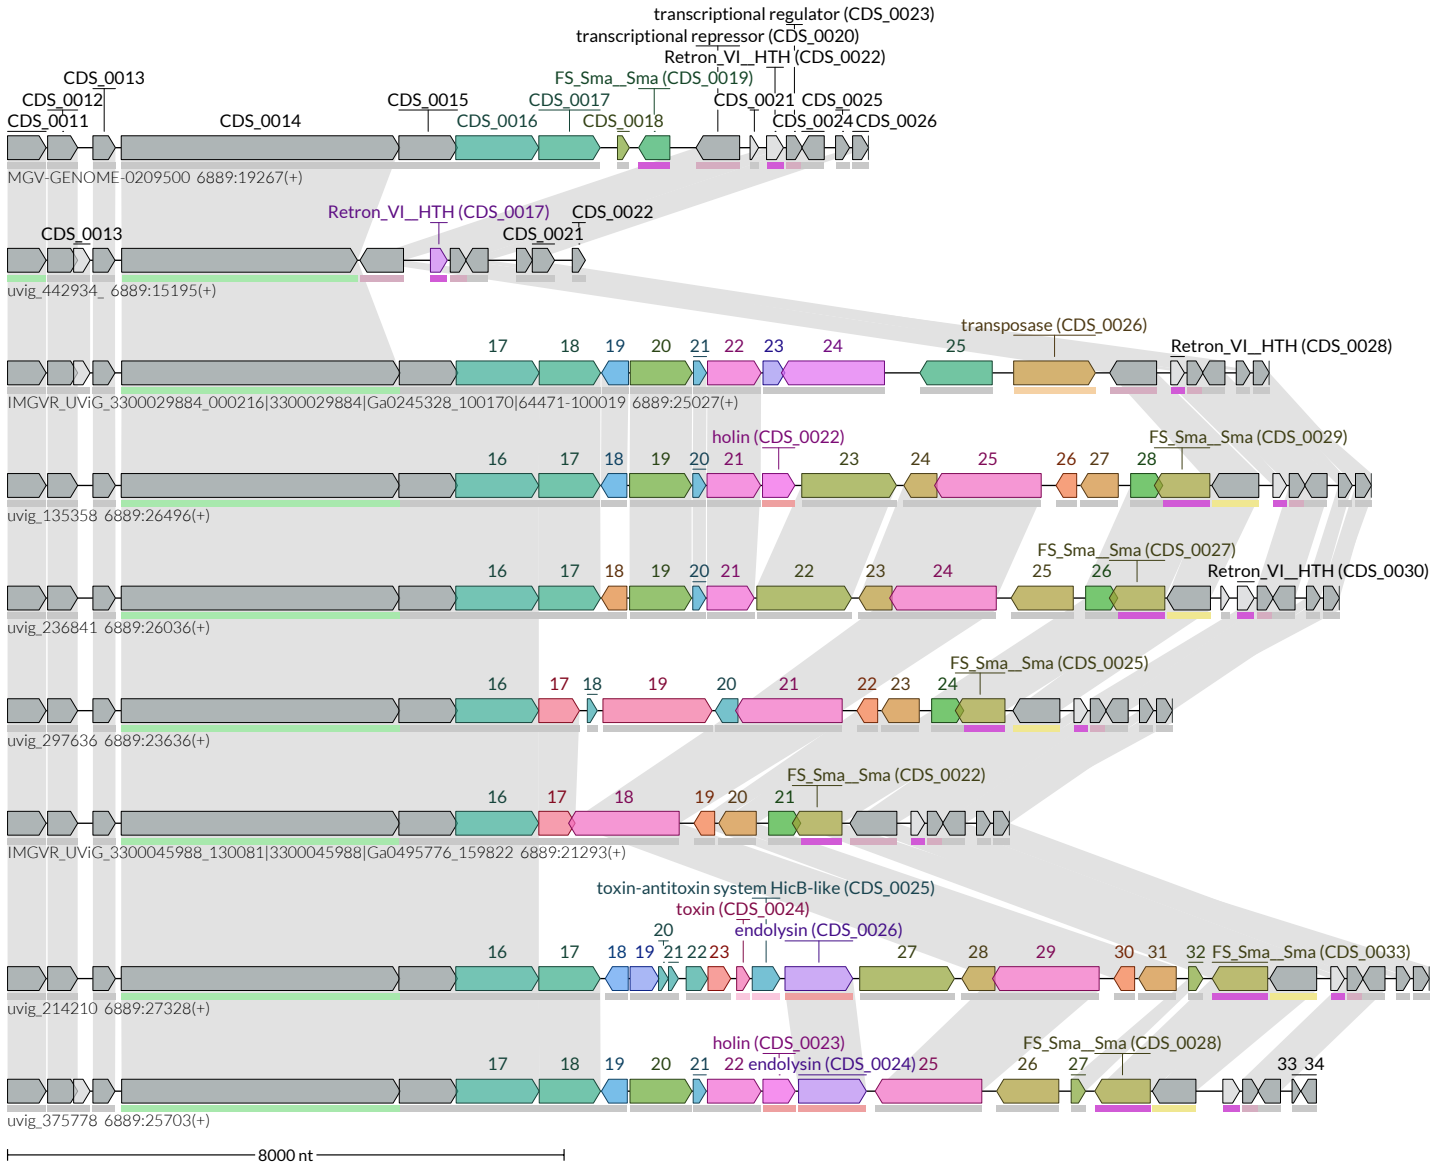 transcriptional regulator (CDS_0023)
transcriptional repressor (CDS_0020)
Retron_VI__HTH (CDS_0022)
CDS_0013 FS_Sma__Sma (CDS_0019)
CDS_0012 CDS_0015 CDS_0017 CDS_0021 CDS_0025
CDS_0011 CDS_0014 CDS_0016 CDS_0018 CDS_0024 CDS_0026
MGV-GENOME-0209500 6889:19267(+)
Retron_VI__HTH (CDS_0017) CDS_0022
CDS_0013 CDS_0021
uvig_442934_ 6889:15195(+)
transposase (CDS_0026)
17 18 19 20 21 22 23 24 25 Retron_VI__HTH (CDS_0028)
IMGVR_UViG_3300029884_000216|3300029884|Ga0245328_100170|64471-100019 6889:25027(+)
holin (CDS_0022) FS_Sma__Sma (CDS_0029)
16 17 18 19 20 21 23 24 25 26 27 28
uvig_135358 6889:26496(+)
FS_Sma__Sma (CDS_0027)
16 17 18 19 20 21 22 23 24 25 26 Retron_VI__HTH (CDS_0030)
uvig_236841 6889:26036(+)
FS_Sma__Sma (CDS_0025)
16 17 18 19 20 21 22 23 24
uvig_297636 6889:23636(+)
FS_Sma__Sma (CDS_0022)
16 17 18 19 20 21
IMGVR_UViG_3300045988_130081|3300045988|Ga0495776_159822 6889:21293(+)
toxin-antitoxin system HicB-like (CDS_0025)
toxin (CDS_0024)
20 endolysin (CDS_0026)
16 17 18 19 21 22 23 27 28 29 30 31 32 FS_Sma__Sma (CDS_0033)
uvig_214210 6889:27328(+)
holin (CDS_0023) FS_Sma__Sma (CDS_0028)
17 18 19 20 21 22 endolysin (CDS_0024) 25 26 27 33 34
uvig_375778 6889:25703(+)
8000 nt